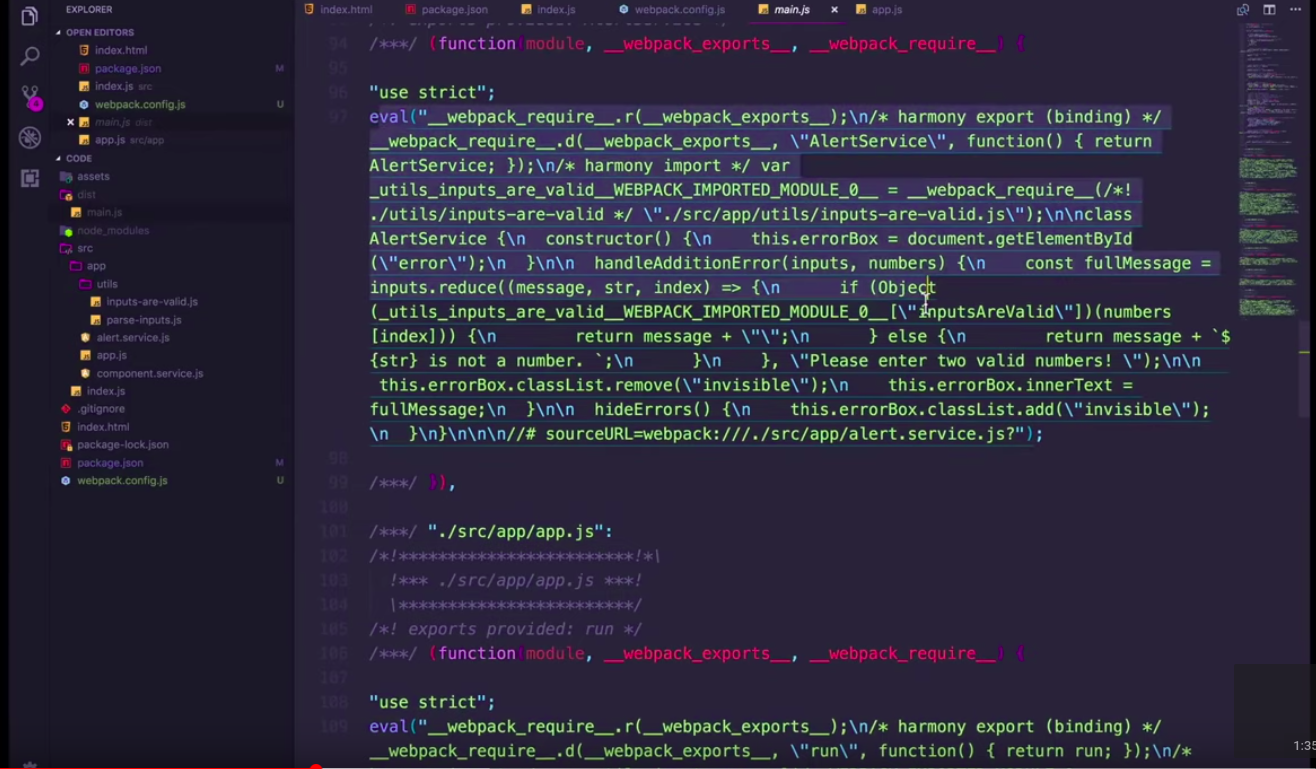 EXPLORER
index.html
package.json
index.js
webpack.config.js
main.js
×
app.js
OPEN EDITORS
index.html
package.json M
index.js src
webpack.config.js U
× main.js dist
app.js src/app
CODE
assets
dist
main.js
node_modules
src
app
utils
inputs-are-valid.js
parse-inputs.js
alert.service.js
app.js
component.service.js
index.js
.gitignore
index.html
package-lock.json
package.json M
webpack.config.js U
94 /***/ (function(module, __webpack_exports__, __webpack_require__) {
95
96 "use strict";
97 eval("__webpack_require__.r(__webpack_exports__);\n/* harmony export (binding) */
__webpack_require__.d(__webpack_exports__, \"AlertService\", function() { return
AlertService; });\n/* harmony import */ var
_utils_inputs_are_valid__WEBPACK_IMPORTED_MODULE_0__ = __webpack_require__(/*!
./utils/inputs-are-valid */ \"./src/app/utils/inputs-are-valid.js\");\n\nclass
AlertService {\n  constructor() {\n    this.errorBox = document.getElementById
(\"error\");\n  }\n\n  handleAdditionError(inputs, numbers) {\n    const fullMessage =
inputs.reduce((message, str, index) => {\n      if (Object
(_utils_inputs_are_valid__WEBPACK_IMPORTED_MODULE_0__[\"inputsAreValid\"])(numbers
[index])) {\n        return message + \"\";\n      } else {\n        return message + `$
{str} is not a number. `;\n      }\n    }, \"Please enter two valid numbers! \");\n\n
this.errorBox.classList.remove(\"invisible\");\n    this.errorBox.innerText =
fullMessage;\n  }\n\n  hideErrors() {\n    this.errorBox.classList.add(\"invisible\");
\n  }\n}\n\n\n//# sourceURL=webpack:///./src/app/alert.service.js?");
98
99 /***/ }),
100
101 /***/ "./src/app/app.js":
102 /*!************************!*\
103 !*** ./src/app/app.js ***!
104 \************************/
105 /*! exports provided: run */
106 /***/ (function(module, __webpack_exports__, __webpack_require__) {
107
108 "use strict";
109 eval("__webpack_require__.r(__webpack_exports__);\n/* harmony export (binding) */
__webpack_require__.d(__webpack_exports__, \"run\", function() { return run; });\n/*
1:35